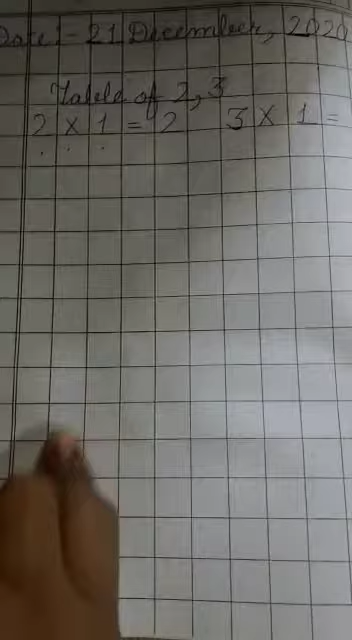 Date:- 21 December, 2020
Table of 2, 3
2 × 1 = 2 3 × 1 =